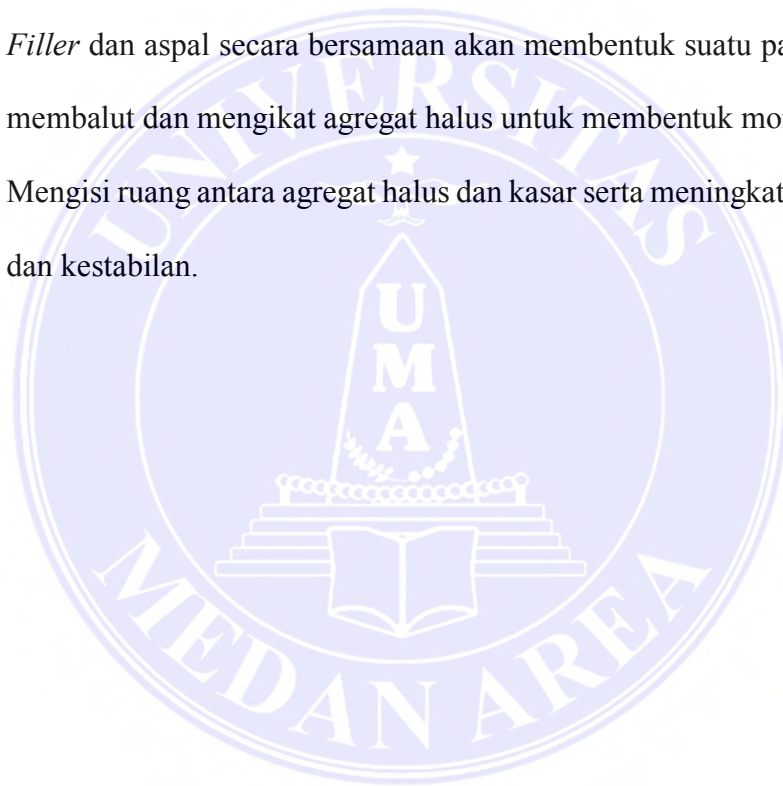 Filler dan aspal secara bersamaan akan membentuk suatu pa
membalut dan mengikat agregat halus untuk membentuk mo
Mengisi ruang antara agregat halus dan kasar serta meningkat
dan kestabilan.
UNIVERSITAS
UMA
MEDAN AREA